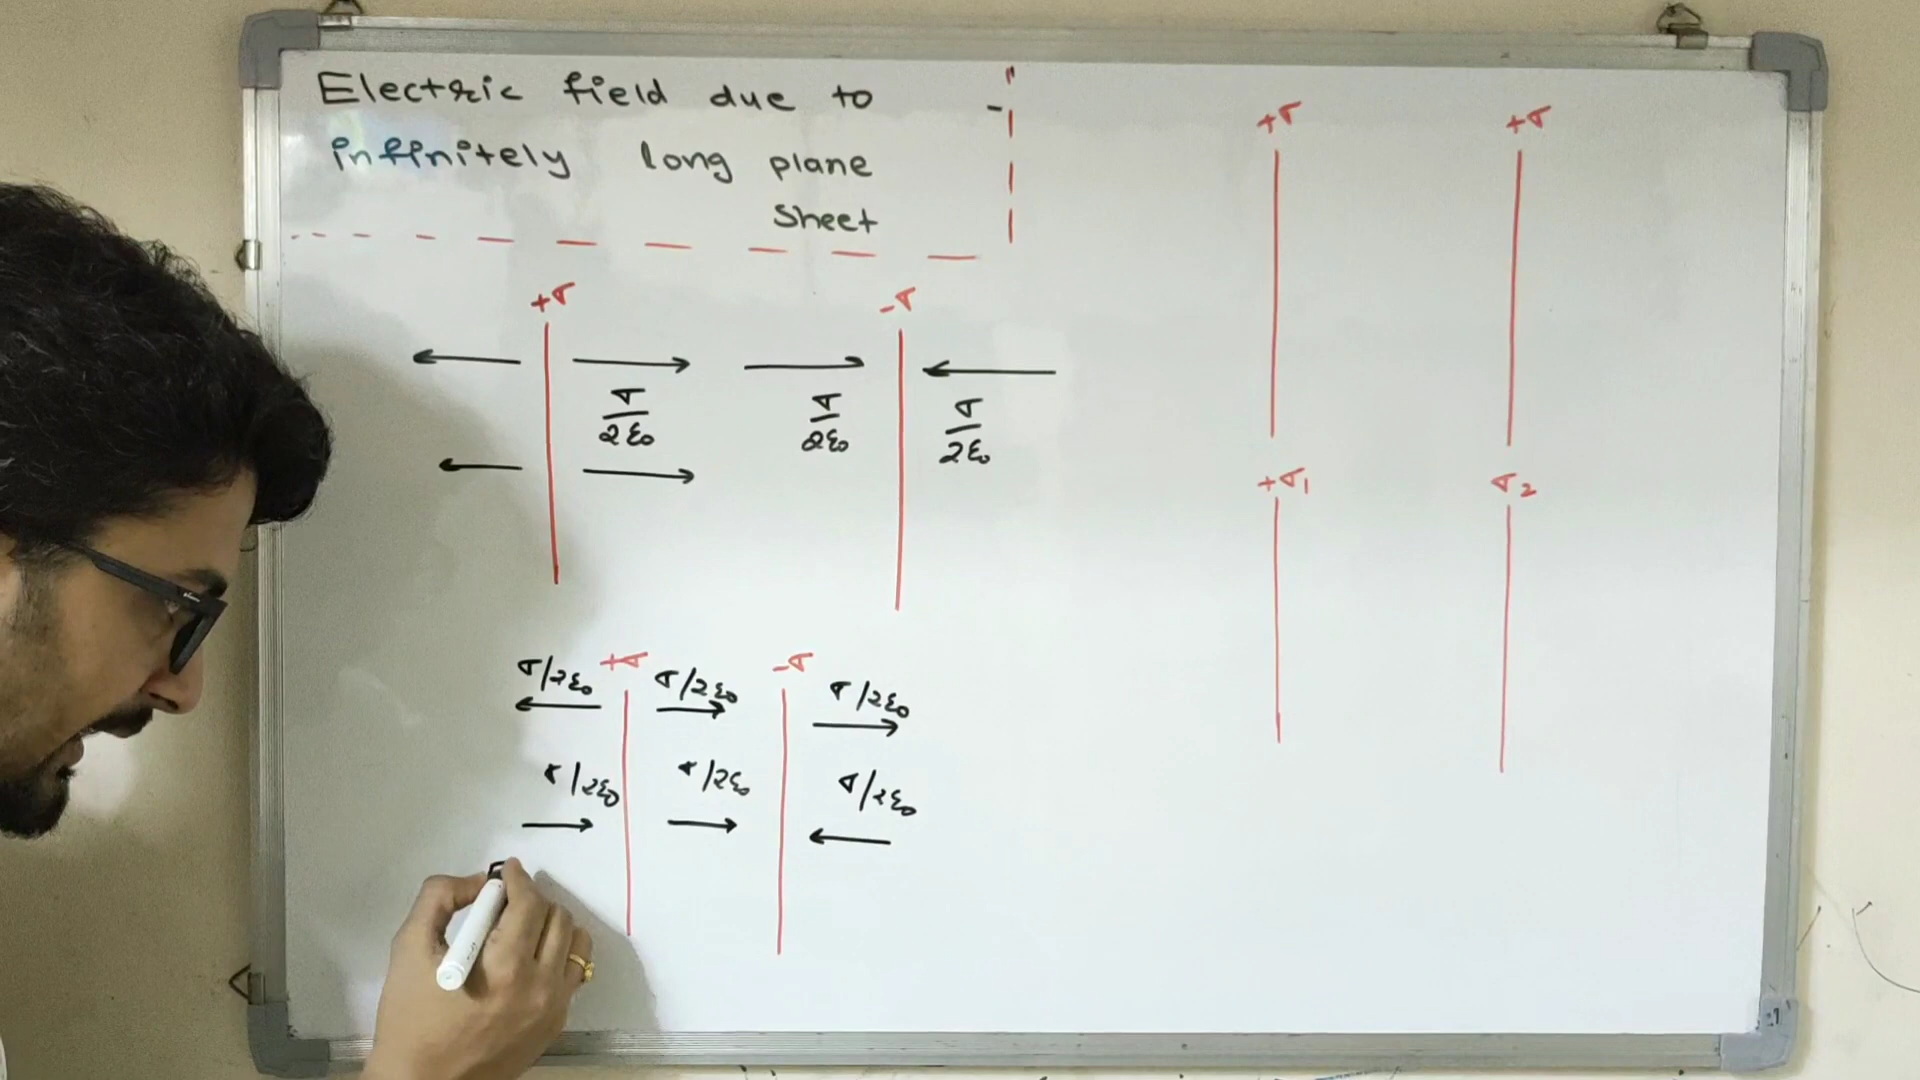 Electric field due to
infinitely long plane
Sheet
+σ
-σ
σ/2ε₀
σ/2ε₀
σ/2ε₀
+σ
-σ
σ/2ε₀
σ/2ε₀
σ/2ε₀
σ/2ε₀
σ/2ε₀
σ/2ε₀
+σ
+σ
+σ₁
σ₂